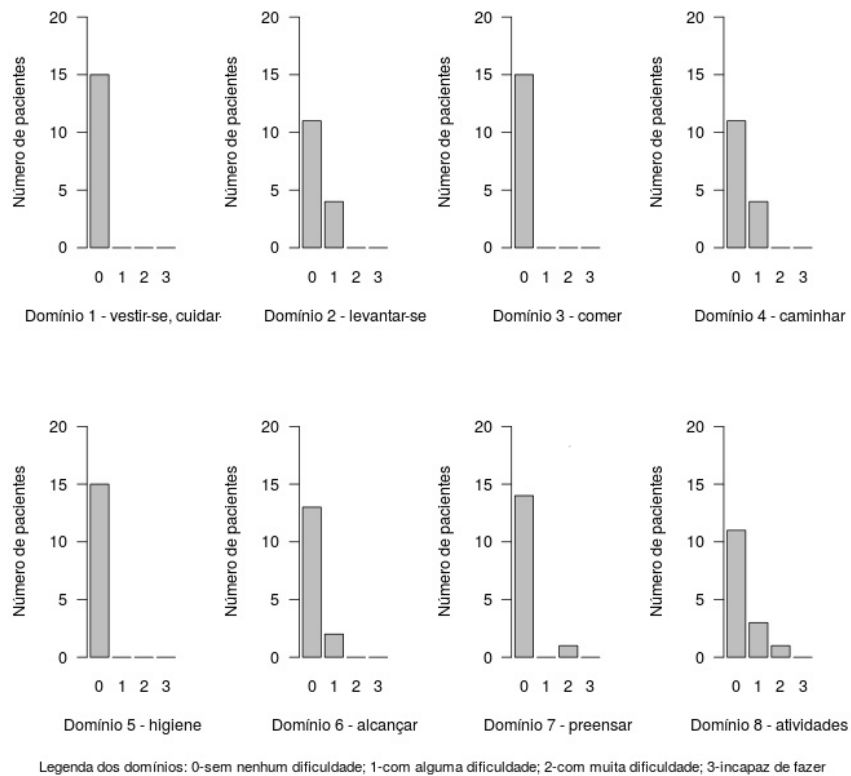 20
15
10
5
0
Número de pacientes
0 1 2 3
Domínio 1 - vestir-se, cuidar-
20
15
10
5
0
Número de pacientes
0 1 2 3
Domínio 2 - levantar-se
20
15
10
5
0
Número de pacientes
0 1 2 3
Domínio 3 - comer
20
15
10
5
0
Número de pacientes
0 1 2 3
Domínio 4 - caminhar
20
15
10
5
0
Número de pacientes
0 1 2 3
Domínio 5 - higiene
20
15
10
5
0
Número de pacientes
0 1 2 3
Domínio 6 - alcançar
20
15
10
5
0
Número de pacientes
0 1 2 3
Domínio 7 - preensar
20
15
10
5
0
Número de pacientes
0 1 2 3
Domínio 8 - atividades
Legenda dos domínios: 0-sem nenhum dificuldade; 1-com alguma dificuldade; 2-com muita dificuldade; 3-incapaz de fazer